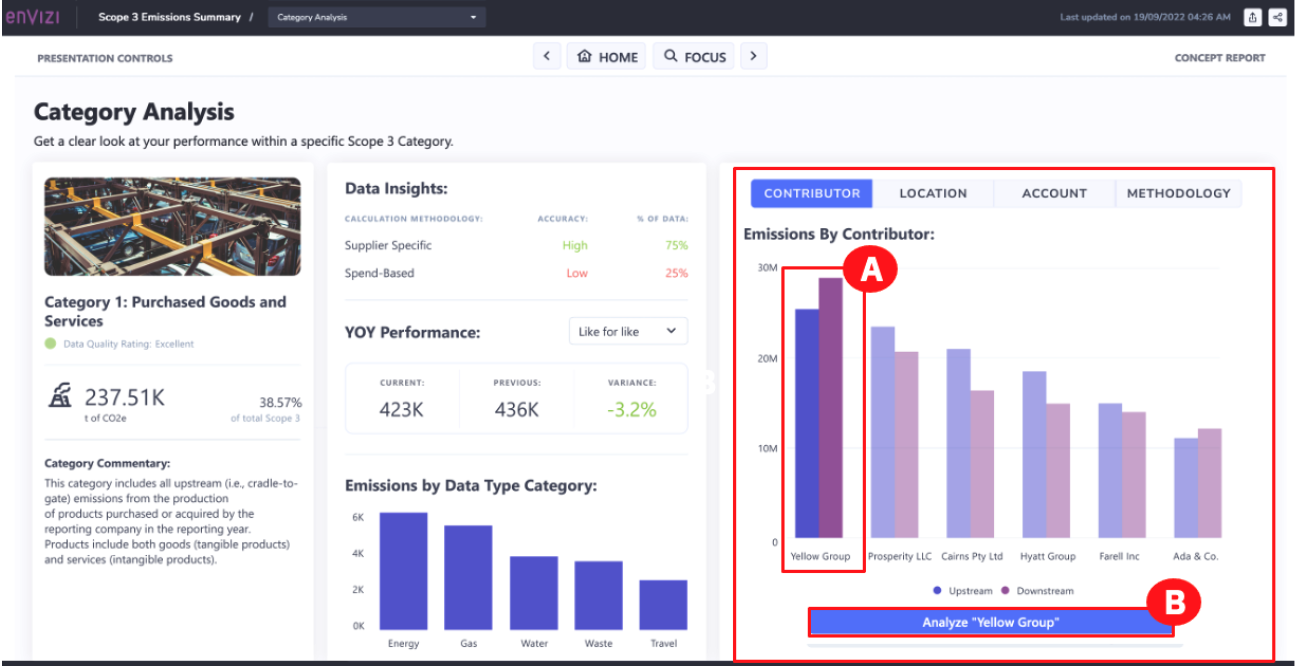 enVizi
Scope 3 Emissions Summary /
Category Analysis
Last updated on 19/09/2022 04:26 AM
PRESENTATION CONTROLS
HOME
FOCUS
CONCEPT REPORT
Category Analysis
Get a clear look at your performance within a specific Scope 3 Category.
Category 1: Purchased Goods and
Services
Data Quality Rating: Excellent
237.51K
t of CO2e
38.57%
of total Scope 3
Category Commentary:
This category includes all upstream (i.e., cradle-to-
gate) emissions from the production
of products purchased or acquired by the
reporting company in the reporting year.
Products include both goods (tangible products)
and services (intangible products).
Data Insights:
CALCULATION METHODOLOGY: ACCURACY: % OF DATA:
Supplier Specific High 75%
Spend-Based Low 25%
YOY Performance:
Like for like
CURRENT: PREVIOUS: VARIANCE:
423K 436K -3.2%
Emissions by Data Type Category:
6K
4K
2K
0K
Energy Gas Water Waste Travel
B
CONTRIBUTOR LOCATION ACCOUNT METHODOLOGY
Emissions By Contributor:
A
30M
20M
10M
0
Yellow Group Prosperity LLC Cairns Pty Ltd Hyatt Group Farell Inc Ada & Co.
Upstream Downstream
B
Analyze "Yellow Group"